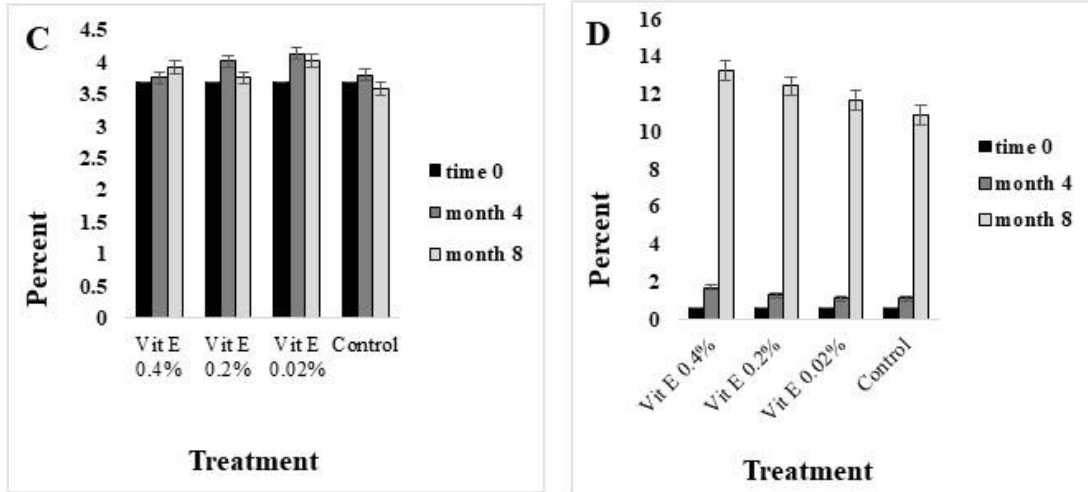 C
4.5
4
3.5
3
2.5
2
1.5
1
0.5
0
Percent
Vit E 0.4%
Vit E 0.2%
Vit E 0.02%
Control
Treatment
time 0
month 4
month 8
D
16
14
12
10
8
6
4
2
0
Percent
Vit E 0.4%
Vit E 0.2%
Vit E 0.02%
Control
Treatment
time 0
month 4
month 8